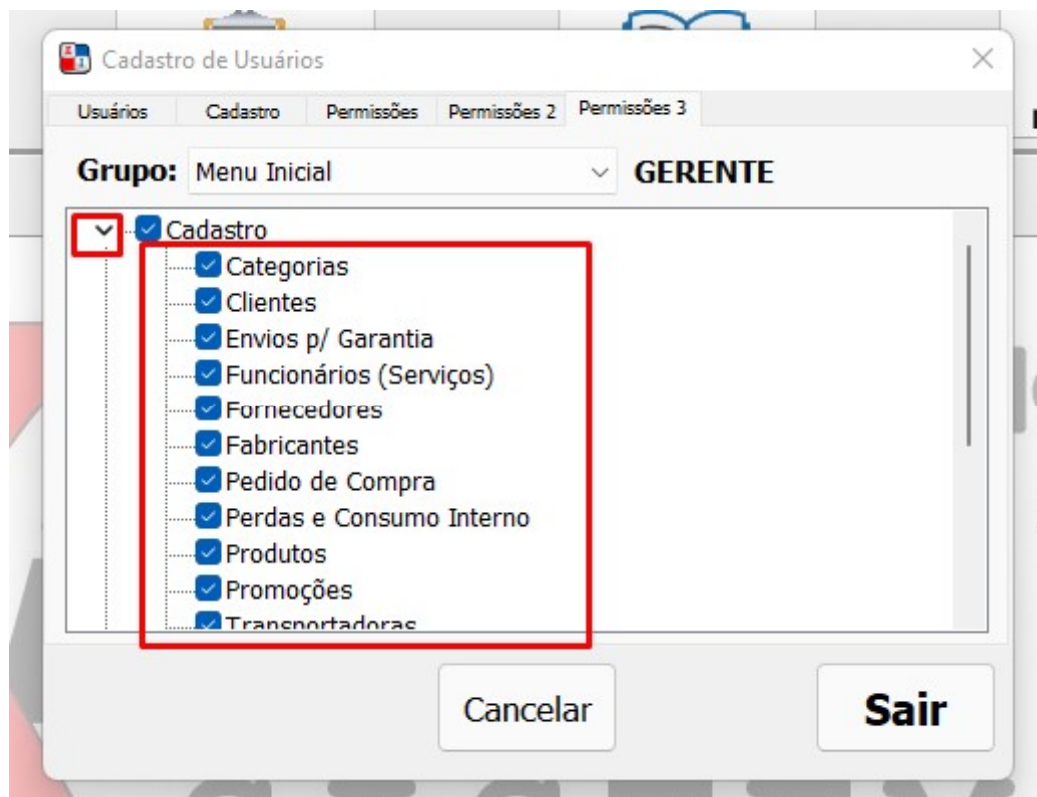 Cadastro de Usuários
Usuários Cadastro Permissões Permissões 2 Permissões 3
Grupo: Menu Inicial GERENTE
Cadastro
Categorias
Clientes
Envios p/ Garantia
Funcionários (Serviços)
Fornecedores
Fabricantes
Pedido de Compra
Perdas e Consumo Interno
Produtos
Promoções
Transportadoras
Cancelar Sair